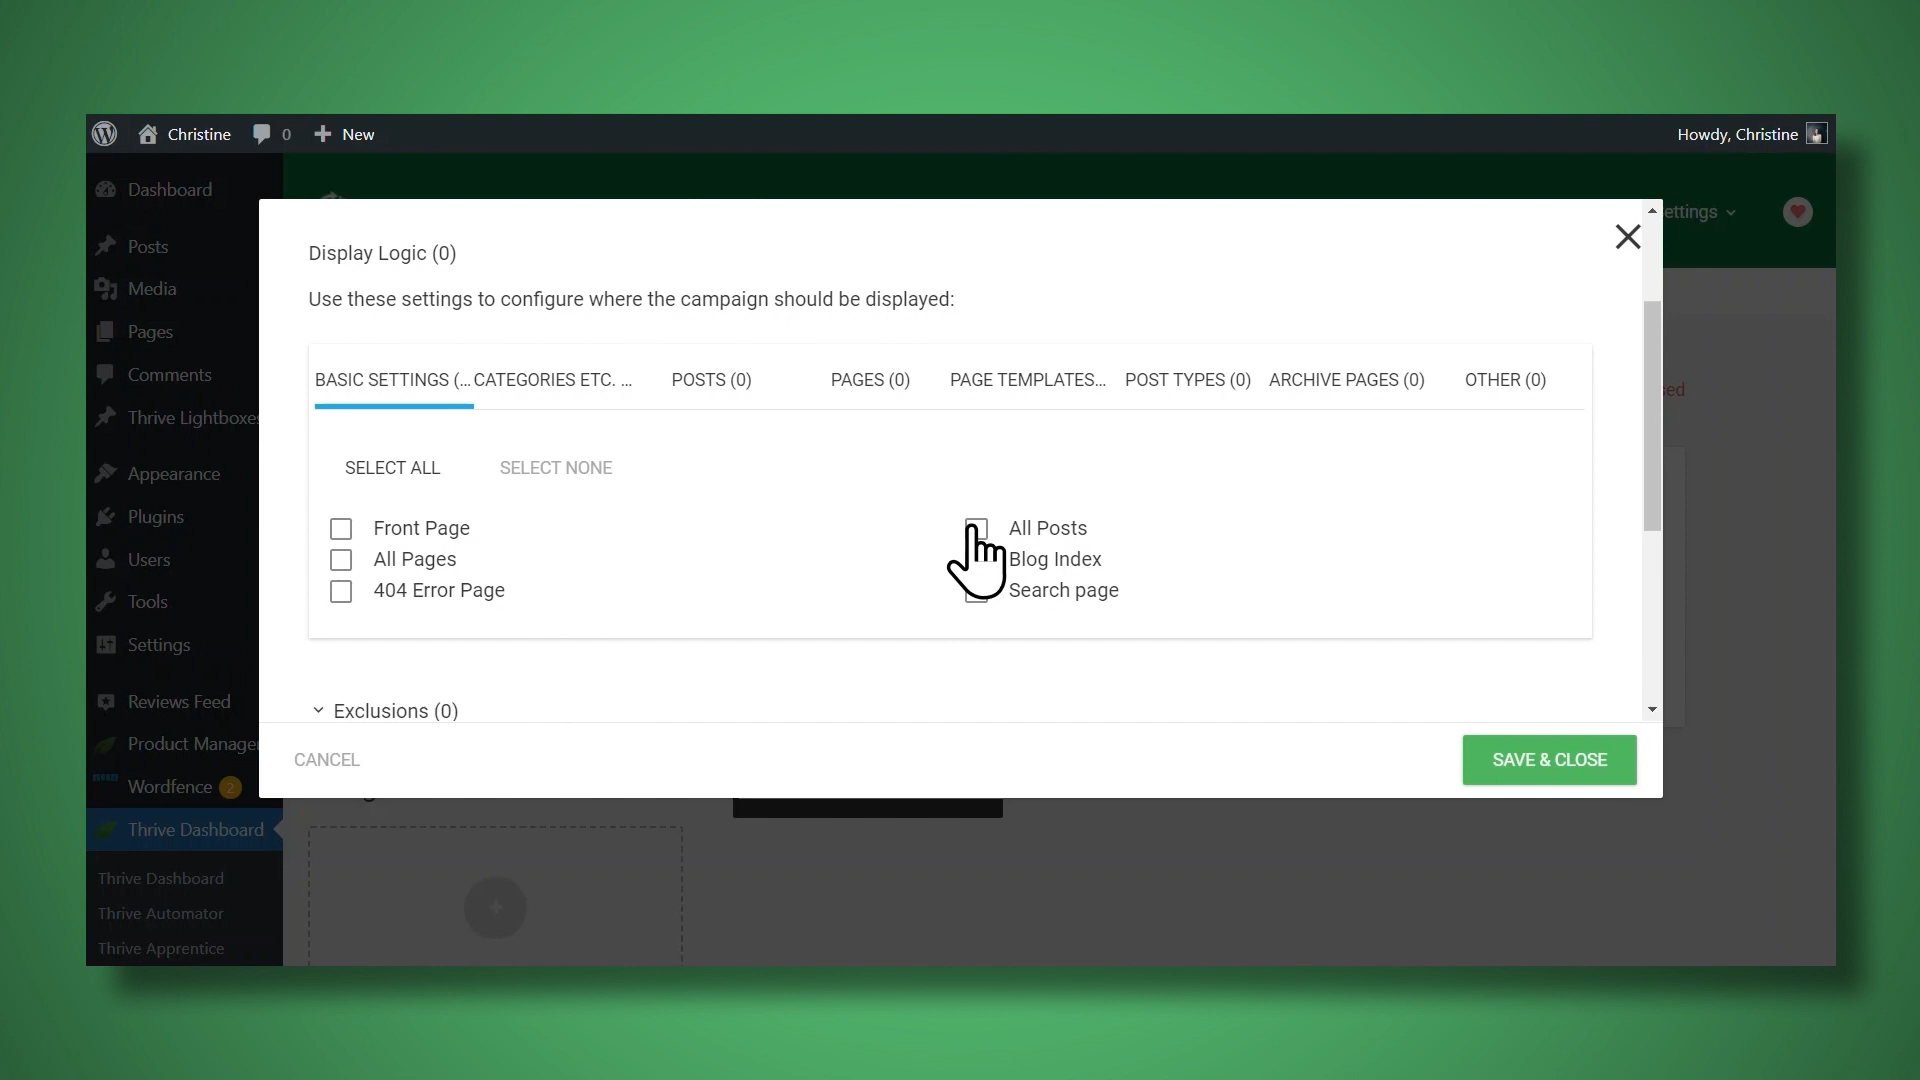 Christine
0
New
Howdy, Christine
Dashboard
Posts
Media
Pages
Comments
Thrive Lightboxes
Appearance
Plugins
Users
Tools
Settings
Reviews Feed
Product Manager
Wordfence 2
Thrive Dashboard
Thrive Dashboard
Thrive Automator
Thrive Apprentice
ettings
Display Logic (0)
Use these settings to configure where the campaign should be displayed:
BASIC SETTINGS (... CATEGORIES ETC. ... POSTS (0) PAGES (0) PAGE TEMPLATES... POST TYPES (0) ARCHIVE PAGES (0) OTHER (0)
SELECT ALL SELECT NONE
Front Page All Posts
All Pages Blog Index
404 Error Page Search page
Exclusions (0)
CANCEL SAVE & CLOSE